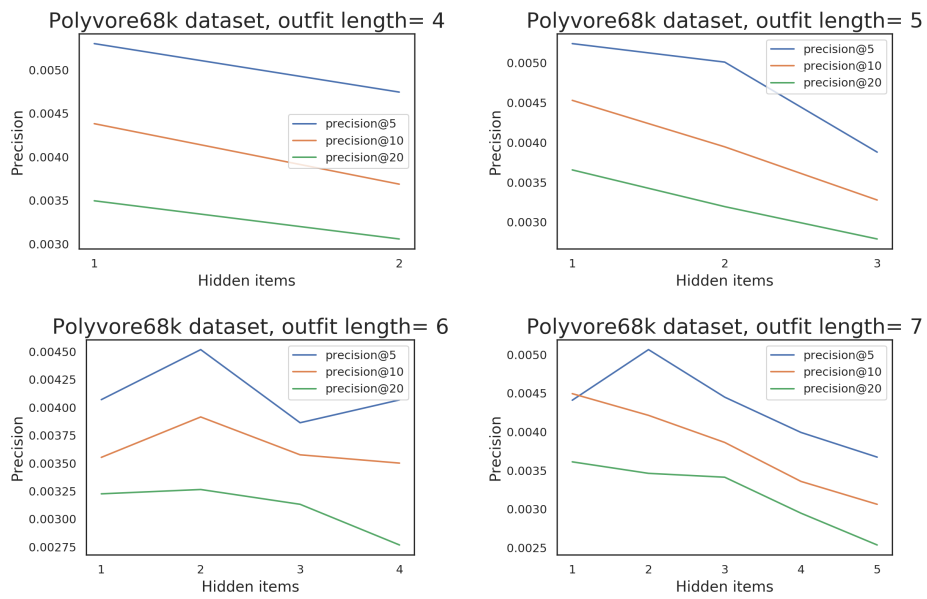 Polyvore68k dataset, outfit length= 4
Precision
0.0050
0.0045
0.0040
0.0035
0.0030
precision@5
precision@10
precision@20
1
2
Hidden items
Polyvore68k dataset, outfit length= 5
Precision
0.0050
0.0045
0.0040
0.0035
0.0030
precision@5
precision@10
precision@20
1
2
3
Hidden items
Polyvore68k dataset, outfit length= 6
Precision
0.00450
0.00425
0.00400
0.00375
0.00350
0.00325
0.00300
0.00275
precision@5
precision@10
precision@20
1
2
3
4
Hidden items
Polyvore68k dataset, outfit length= 7
Precision
0.0050
0.0045
0.0040
0.0035
0.0030
0.0025
precision@5
precision@10
precision@20
1
2
3
4
5
Hidden items